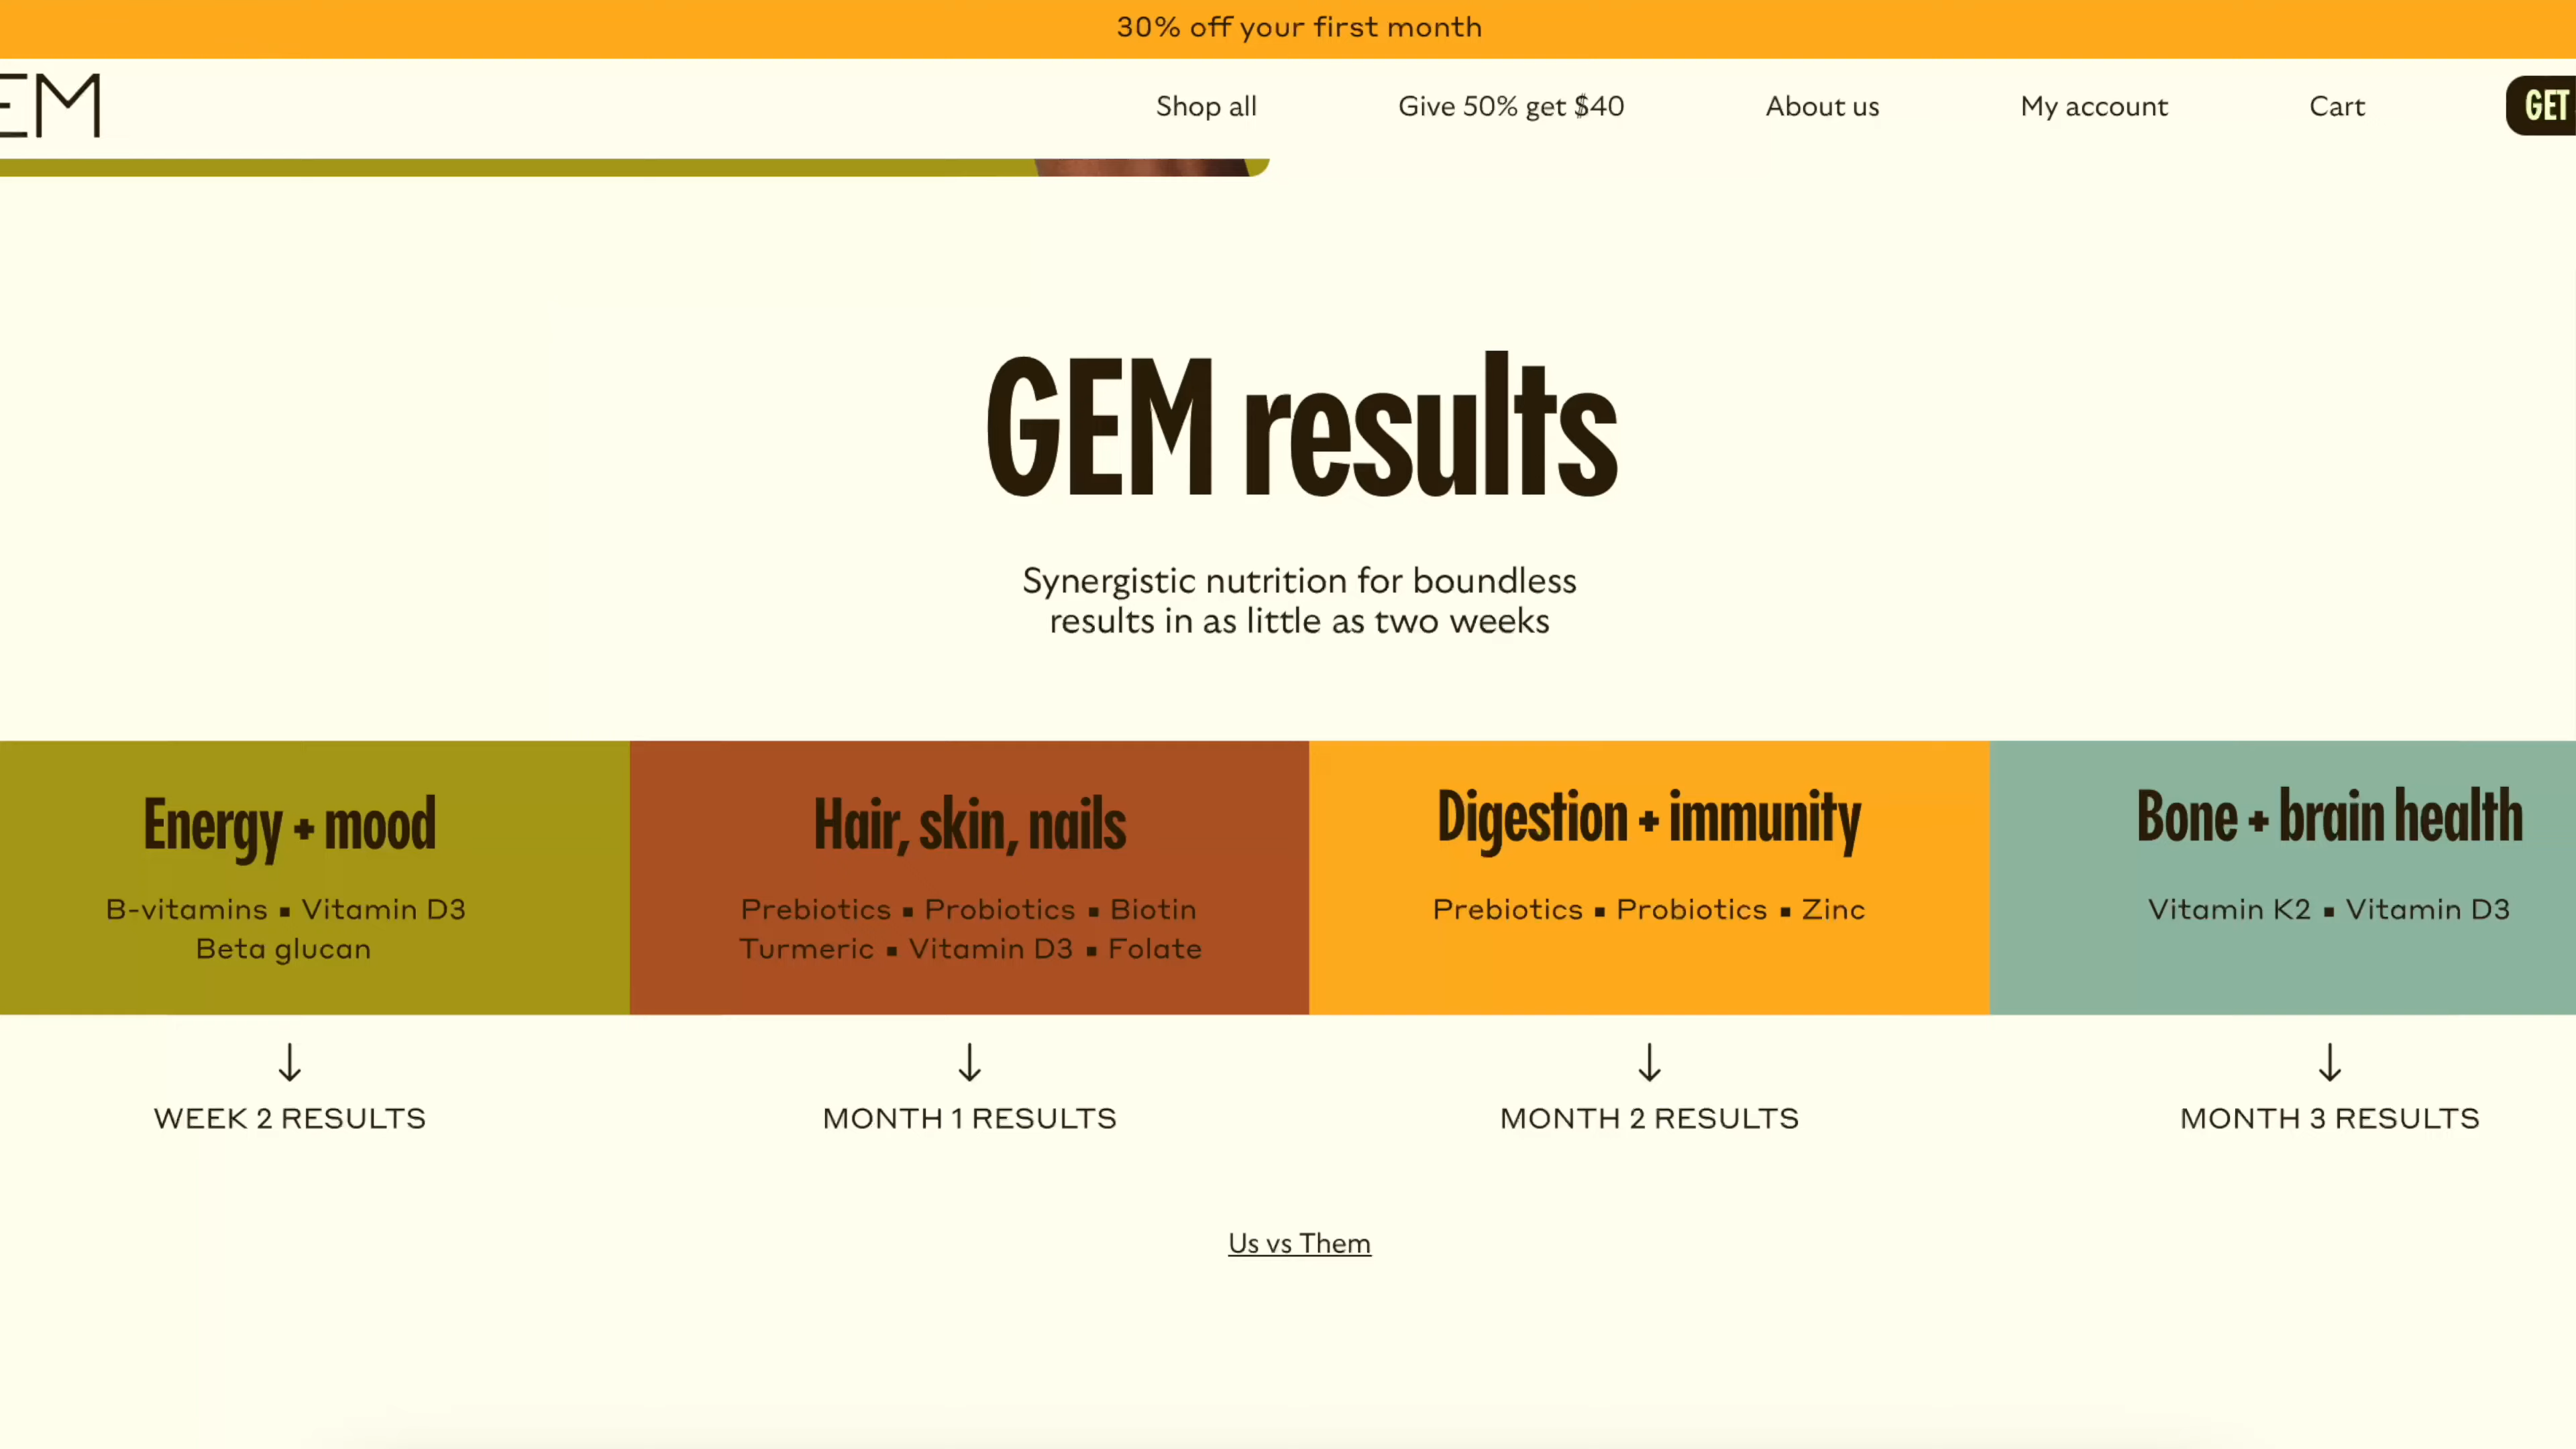 30% off your first month
EM
Shop all
Give 50% get $40
About us
My account
Cart
GET
GEM results
Synergistic nutrition for boundless
results in as little as two weeks
Energy + mood
B-vitamins ▪ Vitamin D3
Beta glucan
WEEK 2 RESULTS
Hair, skin, nails
Prebiotics ▪ Probiotics ▪ Biotin
Turmeric ▪ Vitamin D3 ▪ Folate
MONTH 1 RESULTS
Digestion + immunity
Prebiotics ▪ Probiotics ▪ Zinc
MONTH 2 RESULTS
Bone + brain health
Vitamin K2 ▪ Vitamin D3
MONTH 3 RESULTS
Us vs Them